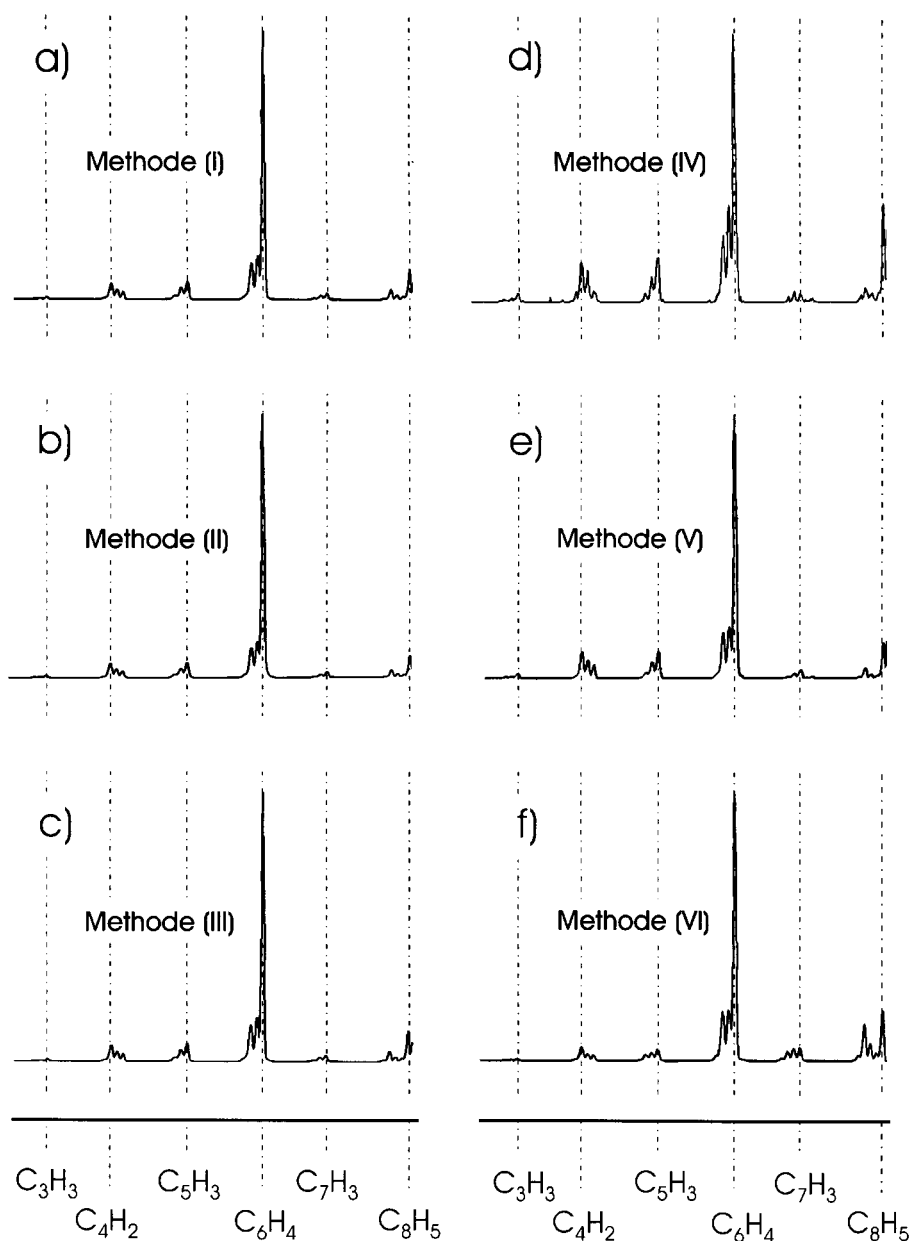 a)
Methode (I)
d)
Methode (IV)
b)
Methode (II)
e)
Methode (V)
c)
Methode (III)
f)
Methode (VI)
C₃H₃ C₅H₃ C₇H₃
C₄H₂ C₆H₄ C₈H₅
C₃H₃ C₅H₃ C₇H₃
C₄H₂ C₆H₄ C₈H₅